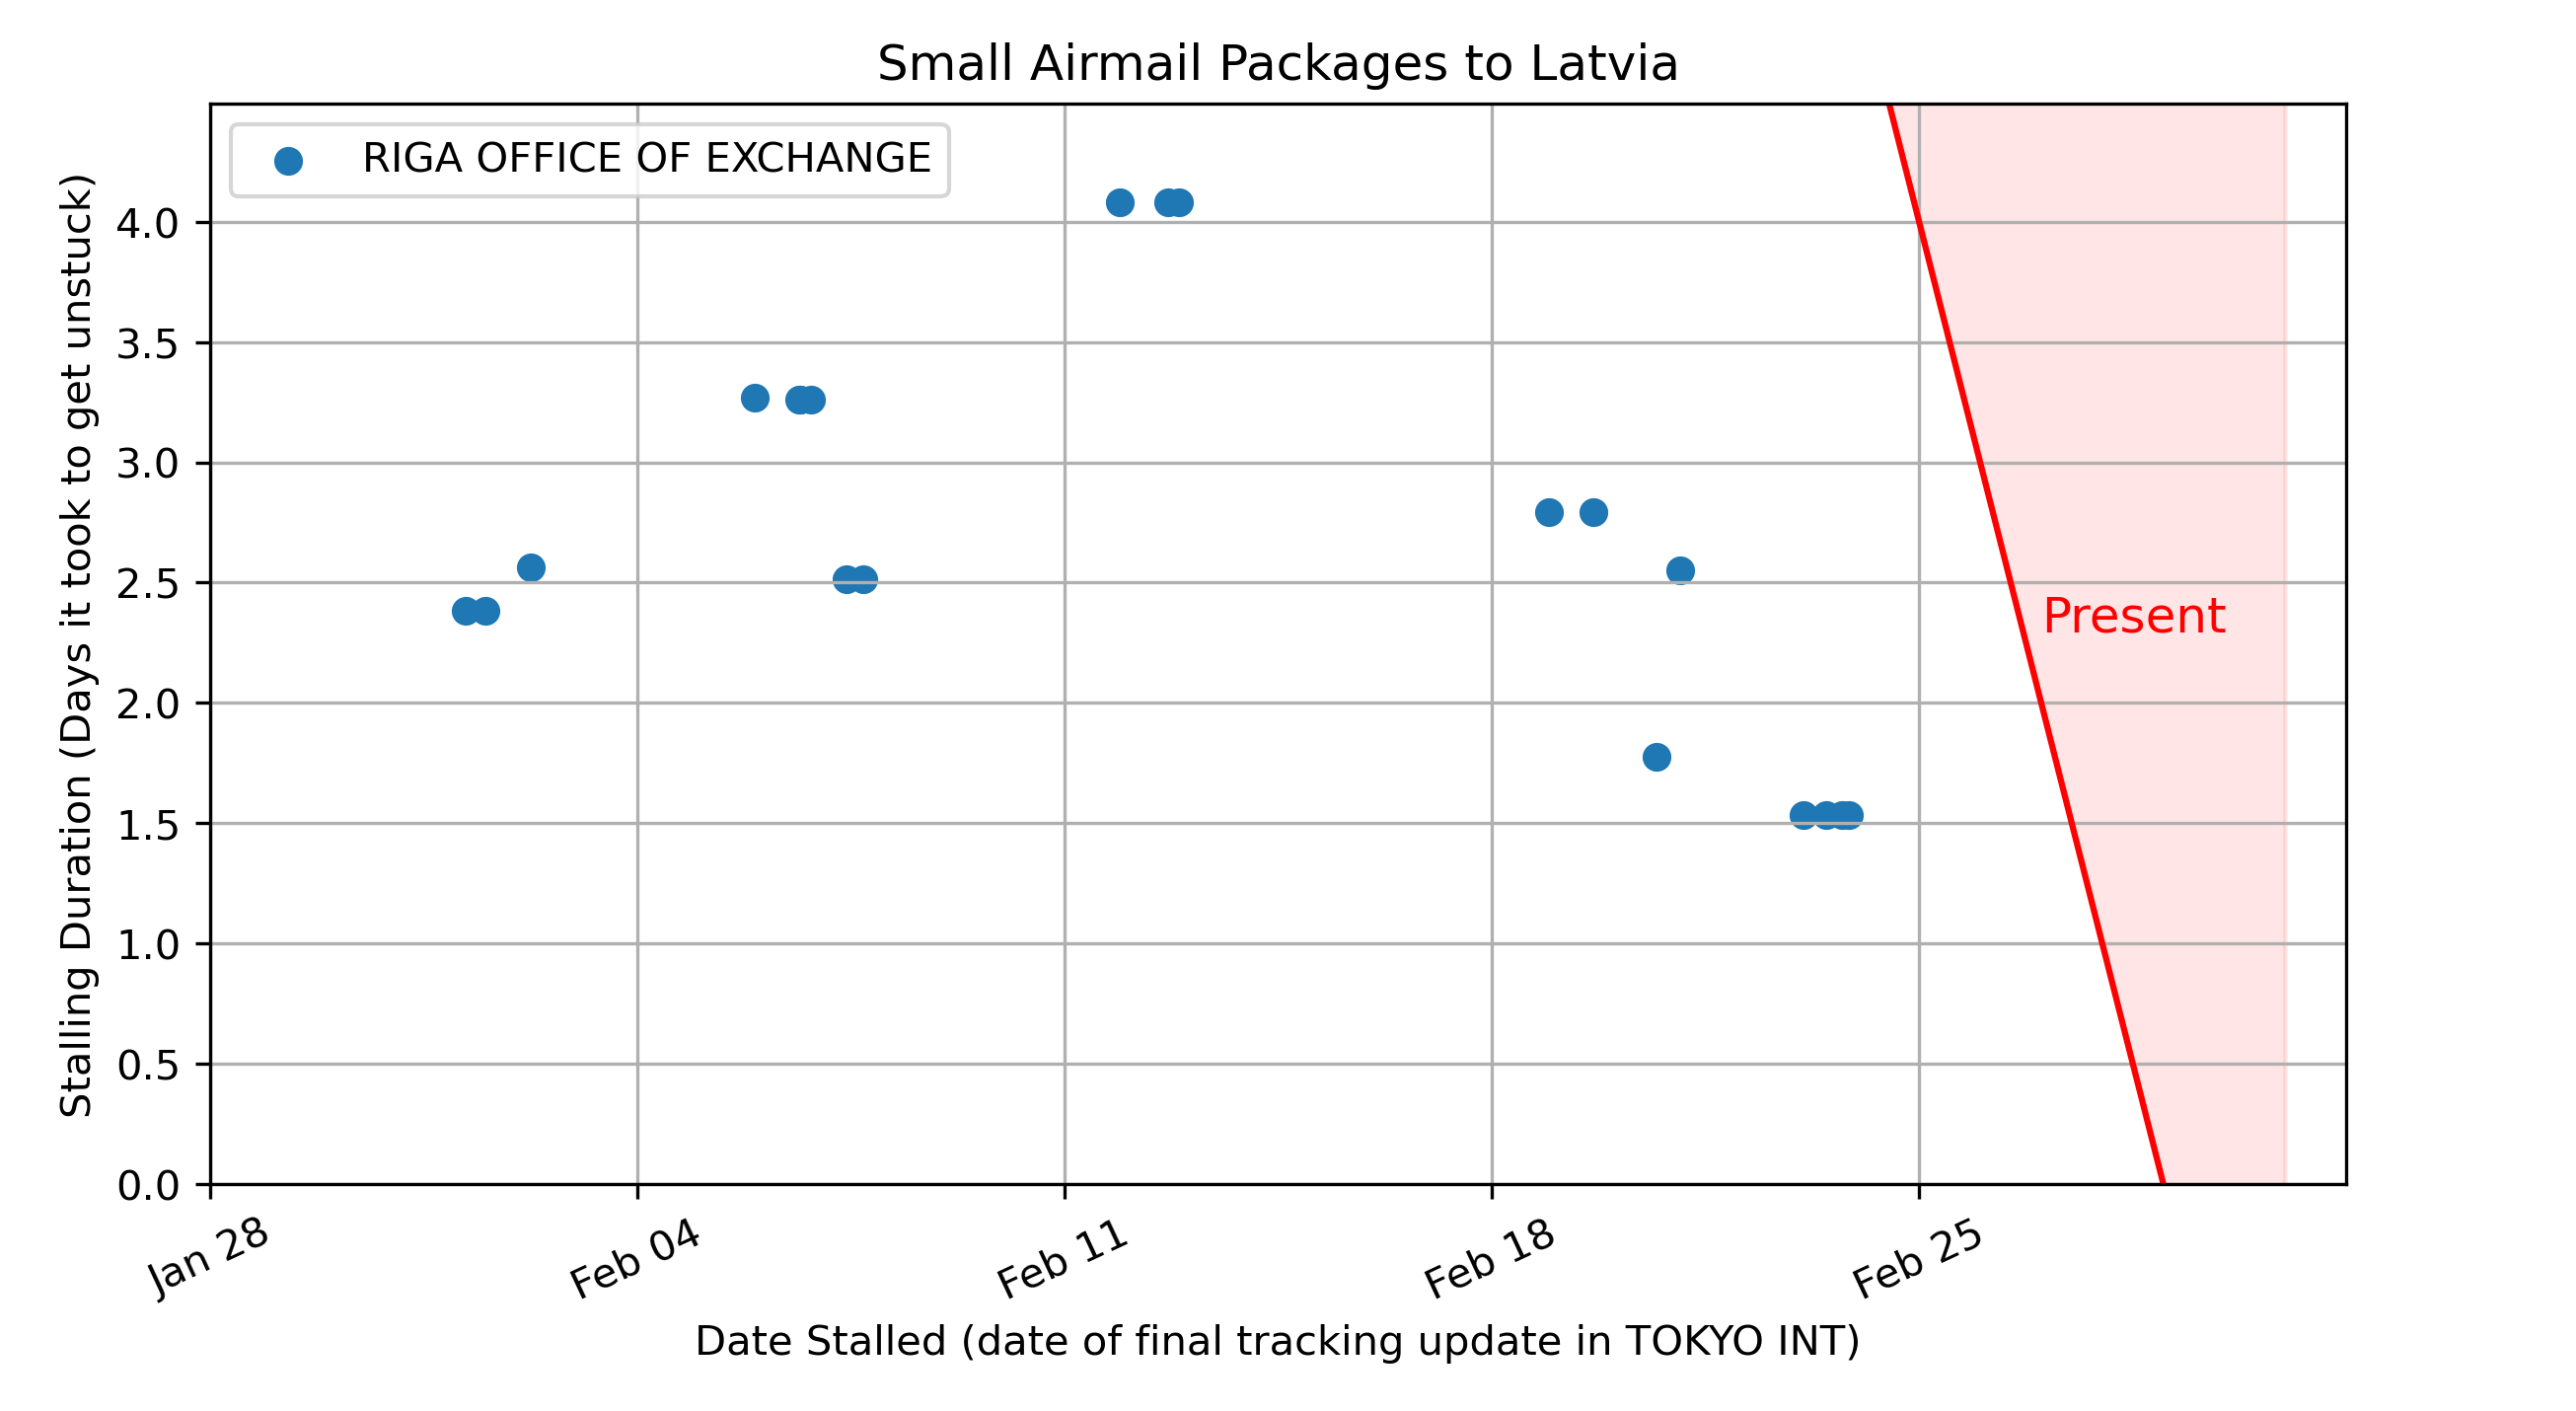 Small Airmail Packages to Latvia
RIGA OFFICE OF EXCHANGE
Stalling Duration (Days it took to get unstuck)
4.0
3.5
3.0
2.5
2.0
1.5
1.0
0.5
0.0
Present
Jan 28
Feb 04
Feb 11
Feb 18
Feb 25
Date Stalled (date of final tracking update in TOKYO INT)